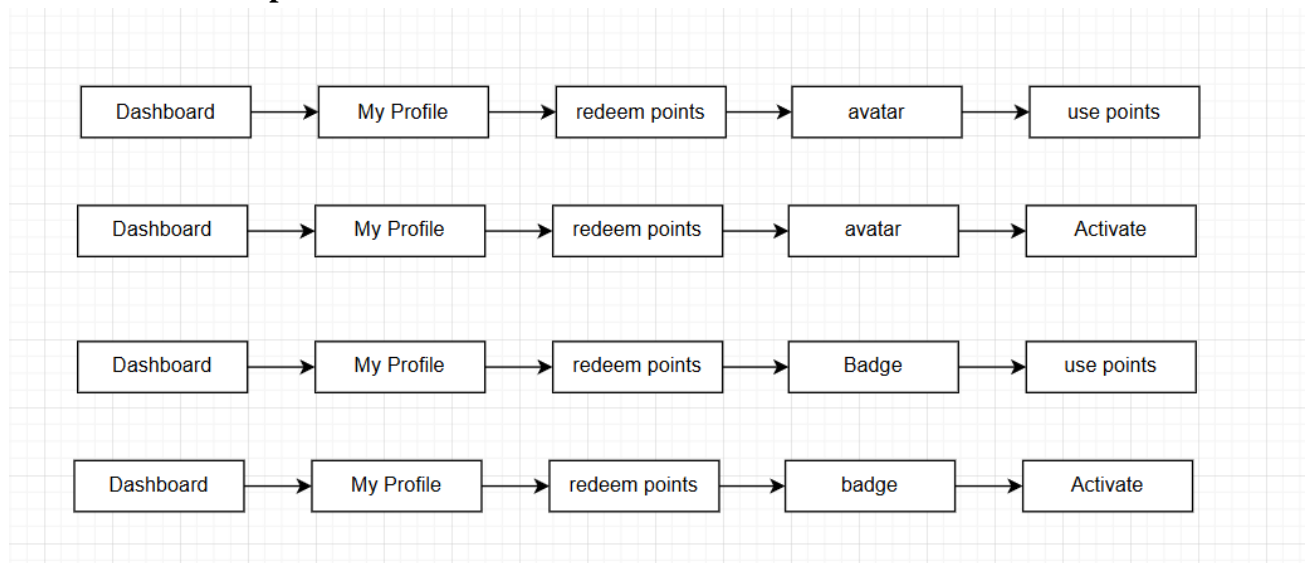 Dashboard My Profile redeem points avatar use points
Dashboard My Profile redeem points avatar Activate
Dashboard My Profile redeem points Badge use points
Dashboard My Profile redeem points badge Activate